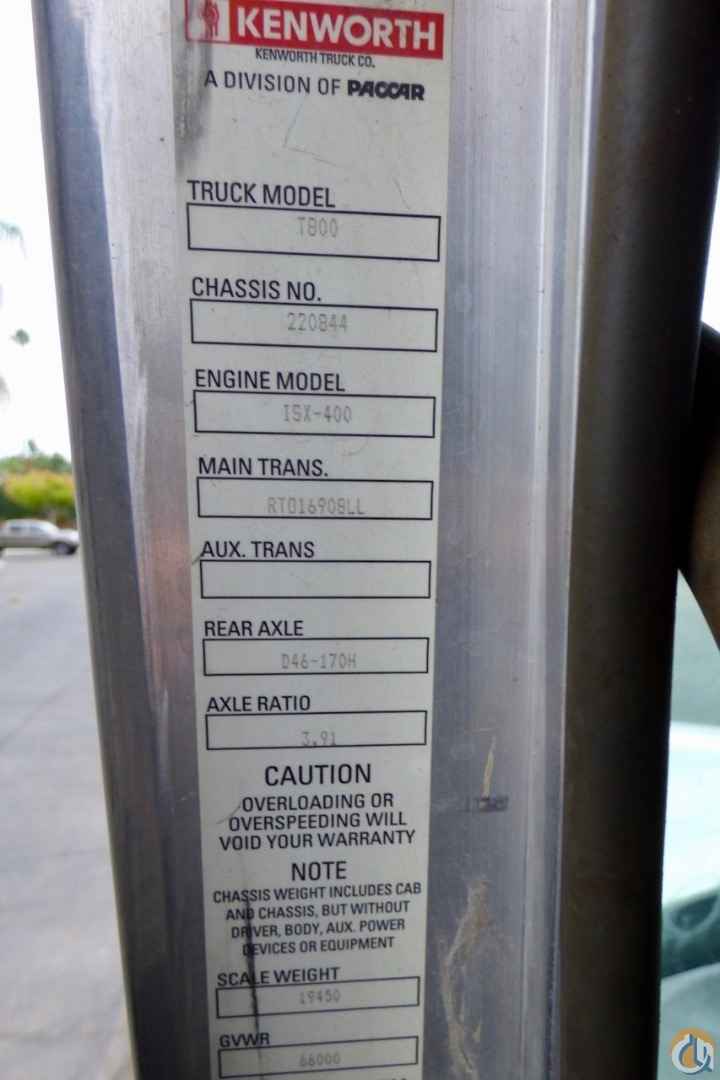 KENWORTH
KENWORTH TRUCK CO.
A DIVISION OF PACCAR
TRUCK MODEL
T800
CHASSIS NO.
220844
ENGINE MODEL
ISX-400
MAIN TRANS.
RTO16908LL
AUX. TRANS
REAR AXLE
D46-170H
AXLE RATIO
3.91
CAUTION
OVERLOADING OR
OVERSPEEDING WILL
VOID YOUR WARRANTY
NOTE
CHASSIS WEIGHT INCLUDES CAB
AND CHASSIS, BUT WITHOUT
DRIVER, BODY, AUX. POWER
DEVICES OR EQUIPMENT
SCALE WEIGHT
19450
GVWR
66000